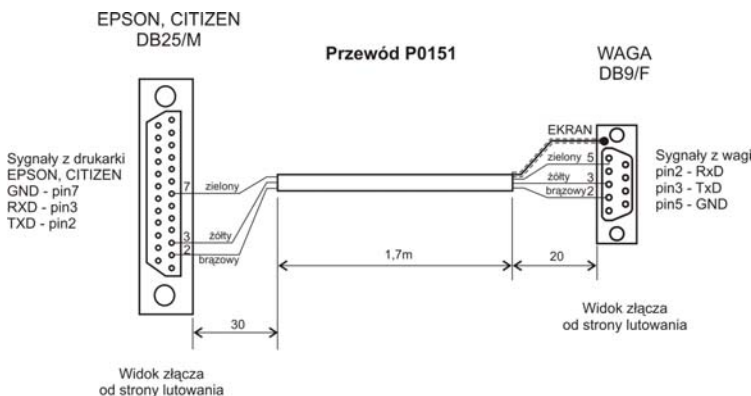 EPSON, CITIZEN
DB25/M
Przewód P0151
WAGA
DB9/F
Sygnały z drukarki
EPSON, CITIZEN
GND - pin7
RXD - pin3
TXD - pin2
7
zielony
3
żółty
2
brązowy
EKRAN
zielony 5
żółty 3
brązowy 2
Sygnały z wagi
pin2 - RxD
pin3 - TxD
pin5 - GND
1,7m
20
30
Widok złącza
od strony lutowania
Widok złącza
od strony lutowania